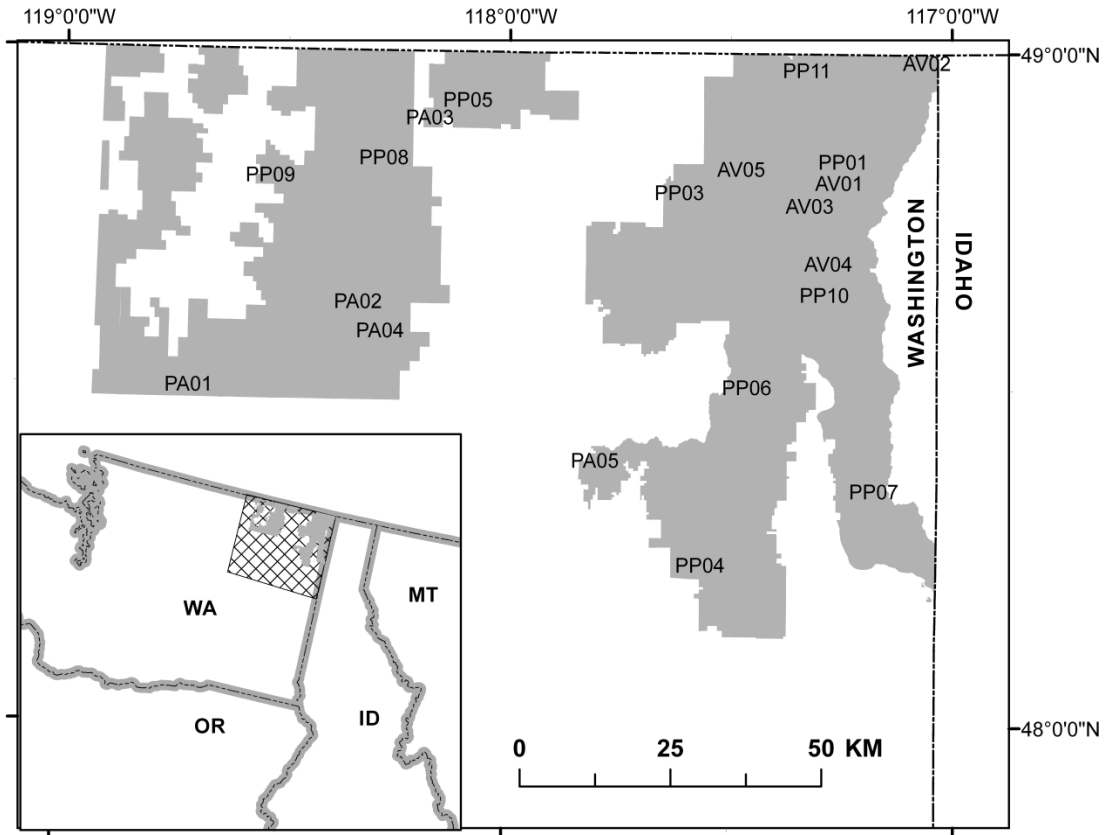 119°0'0"W
118°0'0"W
117°0'0"W
49°0'0"N
PP11
AV02
PP05
PA03
PP08
PP09
PP01
AV05
AV01
PP03
AV03
WASHINGTON
IDAHO
AV04
PP10
PA02
PA04
PA01
PP06
PA05
PP07
PP04
WA
MT
OR
ID
48°0'0"N
0 25 50 KM